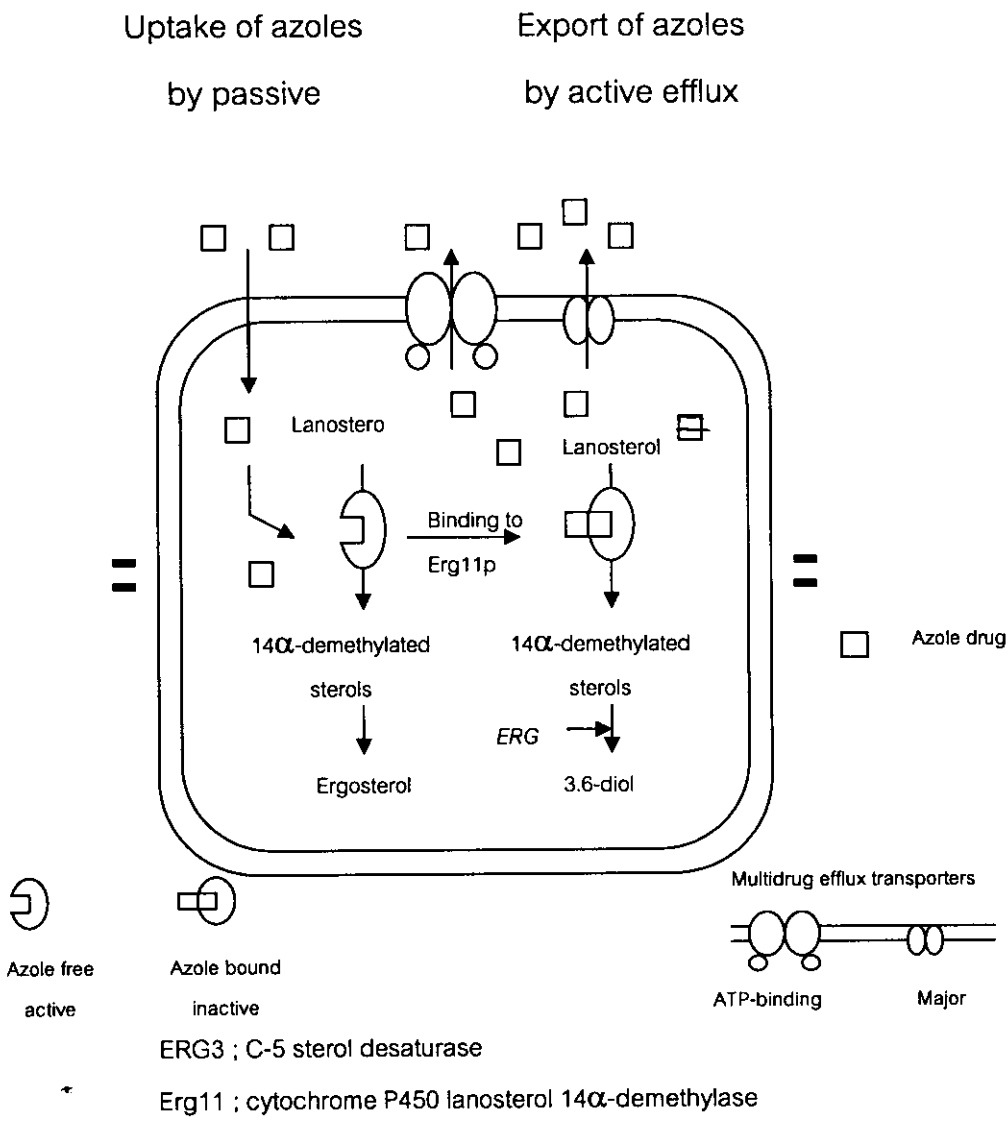 Uptake of azoles
by passive
Export of azoles
by active efflux
Lanostero
Lanosterol
Binding to
Erg11p
14α-demethylated
sterols
14α-demethylated
sterols
ERG
Ergosterol
3.6-diol
Azole drug
Azole free
active
Azole bound
inactive
Multidrug efflux transporters
ATP-binding
Major
ERG3 ; C-5 sterol desaturase
Erg11 ; cytochrome P450 lanosterol 14α-demethylase